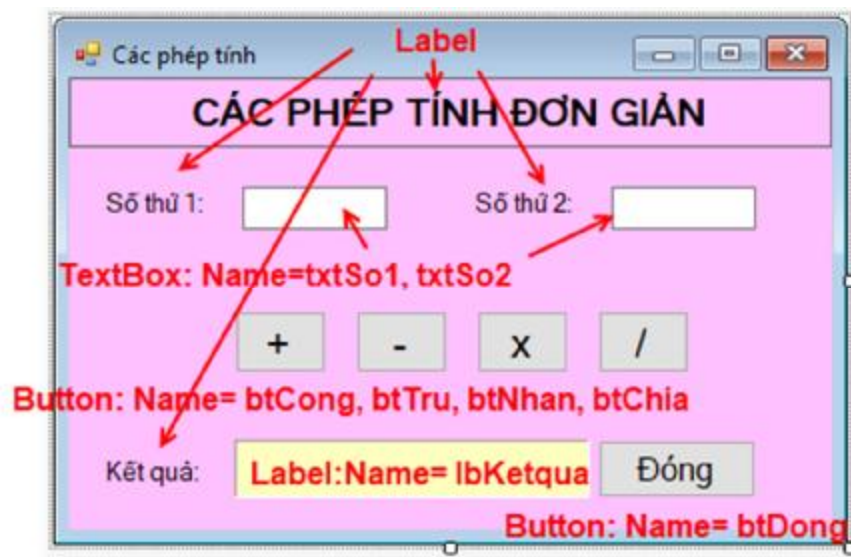 Các phép tính
Label
CÁC PHÉP TÍNH ĐƠN GIẢN
Số thứ 1:
Số thứ 2:
TextBox: Name=txtSo1, txtSo2
+ - x /
Button: Name= btCong, btTru, btNhan, btChia
Kết quả:
Label:Name= lbKetqua
Đóng
Button: Name= btDong